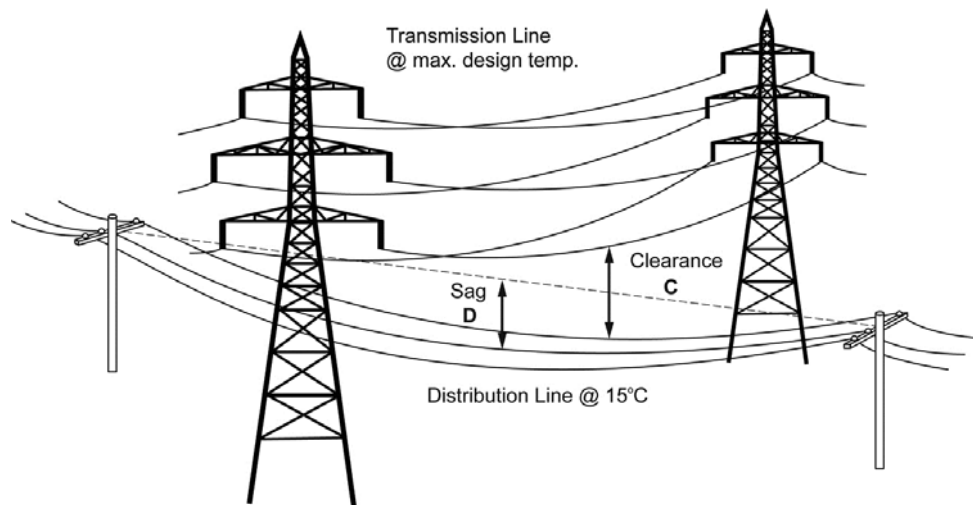 Transmission Line
@ max. design temp.
Clearance
C
Sag
D
Distribution Line @ 15°C